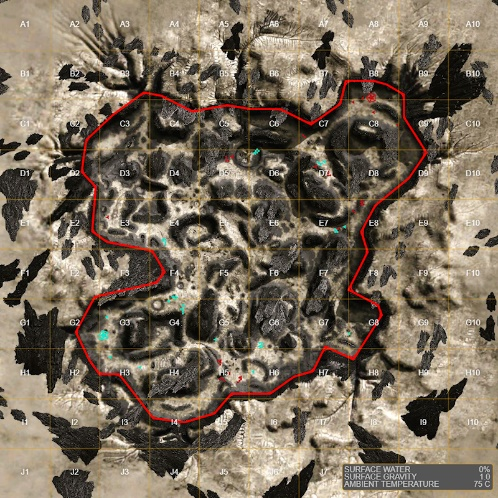 A1 A2 A3 A4 A5 A6 A7 A8 A9 A10
B1 B2 B3 B4 B5 B6 B7 B8 B9 B10
C1 C2 C3 C4 C5 C6 C7 C8 C9 C10
D1 D2 D3 D4 D5 D6 D7 D8 D9 D10
E1 E2 E3 E4 E5 E6 E7 E8 E9 E10
F1 F2 F3 F4 F5 F6 F7 F8 F9 F10
G1 G2 G3 G4 G5 G6 G7 G8 G9 G10
H1 H2 H3 H4 H5 H6 H7 H8 H9 H10
I1 I2 I3 I4 I5 I6 I7 I8 I9 I10
J1 J2 J3 J4 J5 J6 J7
SURFACE WATER 0%
SURFACE GRAVITY 1.0
AMBIENT TEMPERATURE 75 C